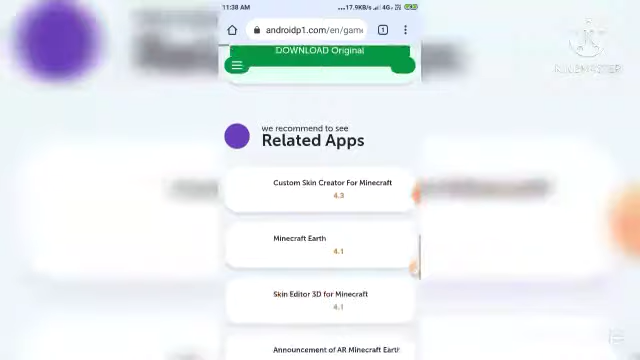 11:38 AM
...17.9KB/s 4G+
androidp1.com/en/game
1
DOWNLOAD Original
KINEMASTER
we recommend to see
Related Apps
Custom Skin Creator For Minecraft
4.3
Minecraft Earth
4.1
Skin Editor 3D for Minecraft
4.1
Announcement of AR Minecraft Earth